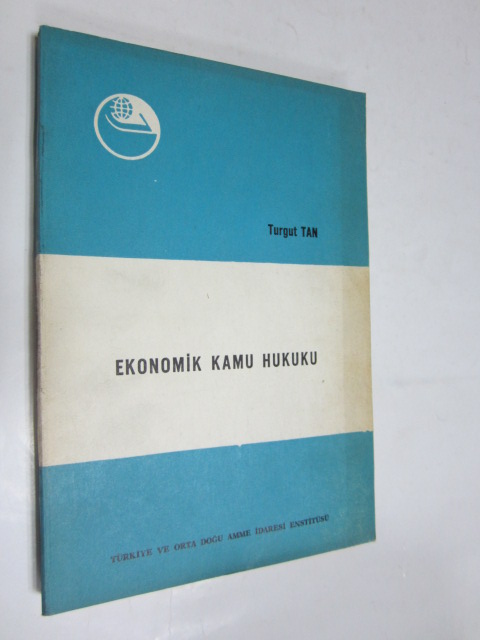 Turgut TAN
EKONOMİK KAMU HUKUKU
TÜRKİYE VE ORTA DOĞU AMME İDARESİ ENSTİTÜSÜ